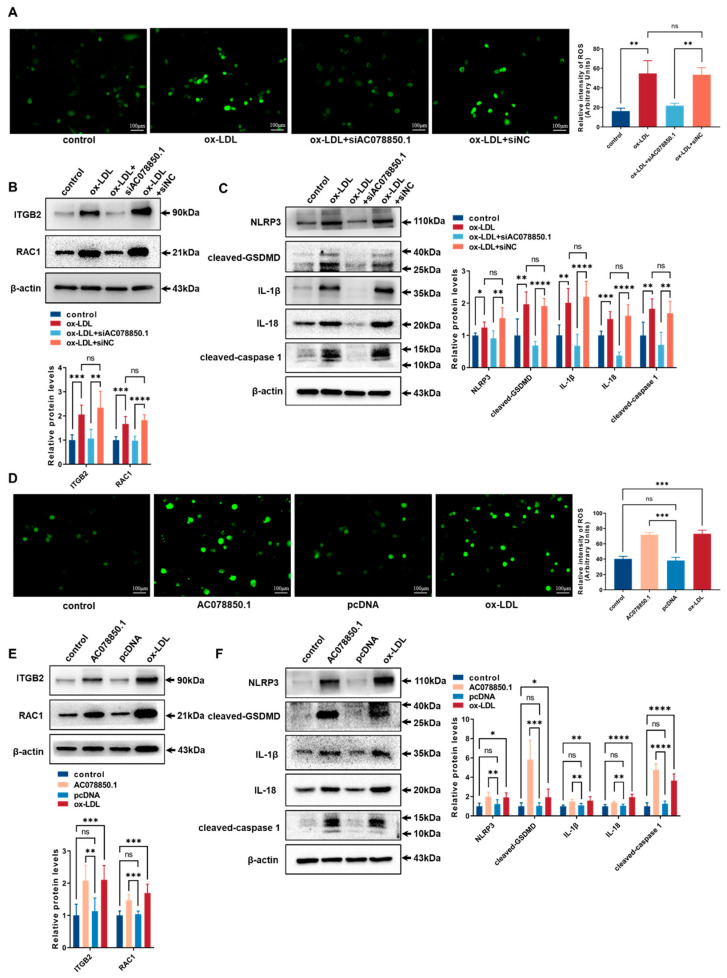 A
100μm
100μm
100μm
100μm
control
ox-LDL
ox-LDL+siAC078850.1
ox-LDL+siNC
Relative intensity of ROS
(Arbitrary Units)
80
60
40
20
0
ns
**
**
control
ox-LDL
ox-LDL+siAC078850.1
ox-LDL+siNC
B
control
ox-LDL
ox-LDL+
siAC078850.1
ox-LDL
+siNC
ITGB2
90kDa
RAC1
21kDa
β-actin
43kDa
control
ox-LDL
ox-LDL+siAC078850.1
ox-LDL+siNC
Relative protein levels
4
3
2
1
0
ns
***
**
ns
***
****
ITGB2
RAC1
C
control
ox-LDL
ox-LDL
+siAC078850.1
ox-LDL
+siNC
NLRP3
110kDa
cleaved-GSDMD
40kDa
25kDa
IL-1β
35kDa
IL-18
20kDa
cleaved-caspase 1
15kDa
10kDa
β-actin
43kDa
control
ox-LDL
ox-LDL+siAC078850.1
ox-LDL+siNC
Relative protein levels
4
3
2
1
0
ns
*
**
ns
**
****
ns
**
****
ns
***
****
ns
**
**
NLRP3
cleaved-GSDMD
IL-1β
IL-18
cleaved-caspase 1
D
100μm
100μm
100μm
100μm
control
AC078850.1
pcDNA
ox-LDL
Relative intensity of ROS
(Arbitrary Units)
100
80
60
40
20
0
***
ns
***
control
AC078850.1
pcDNA
ox-LDL
E
control
AC078850.1
pcDNA
ox-LDL
ITGB2
90kDa
RAC1
21kDa
β-actin
43kDa
control
AC078850.1
pcDNA
ox-LDL
Relative protein levels
3
2
1
0
***
ns
**
***
ns
***
ITGB2
RAC1
F
control
AC078850.1
pcDNA
ox-LDL
NLRP3
110kDa
cleaved-GSDMD
40kDa
25kDa
IL-1β
35kDa
IL-18
20kDa
cleaved-caspase 1
15kDa
10kDa
β-actin
43kDa
control
AC078850.1
pcDNA
ox-LDL
Relative protein levels
10
8
6
4
2
0
*
ns
**
*
ns
***
**
ns
**
****
ns
**
****
ns
****
NLRP3
cleaved-GSDMD
IL-1β
IL-18
cleaved-caspase 1